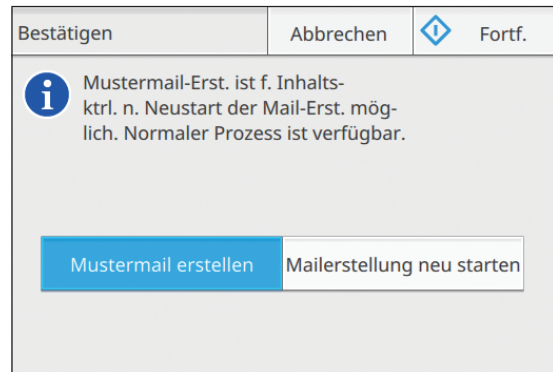 Bestätigen
Abbrechen
Fortf.
Mustermail-Erst. ist f. Inhalts-
ktrl. n. Neustart der Mail-Erst. mög-
lich. Normaler Prozess ist verfügbar.
Mustermail erstellen
Mailerstellung neu starten